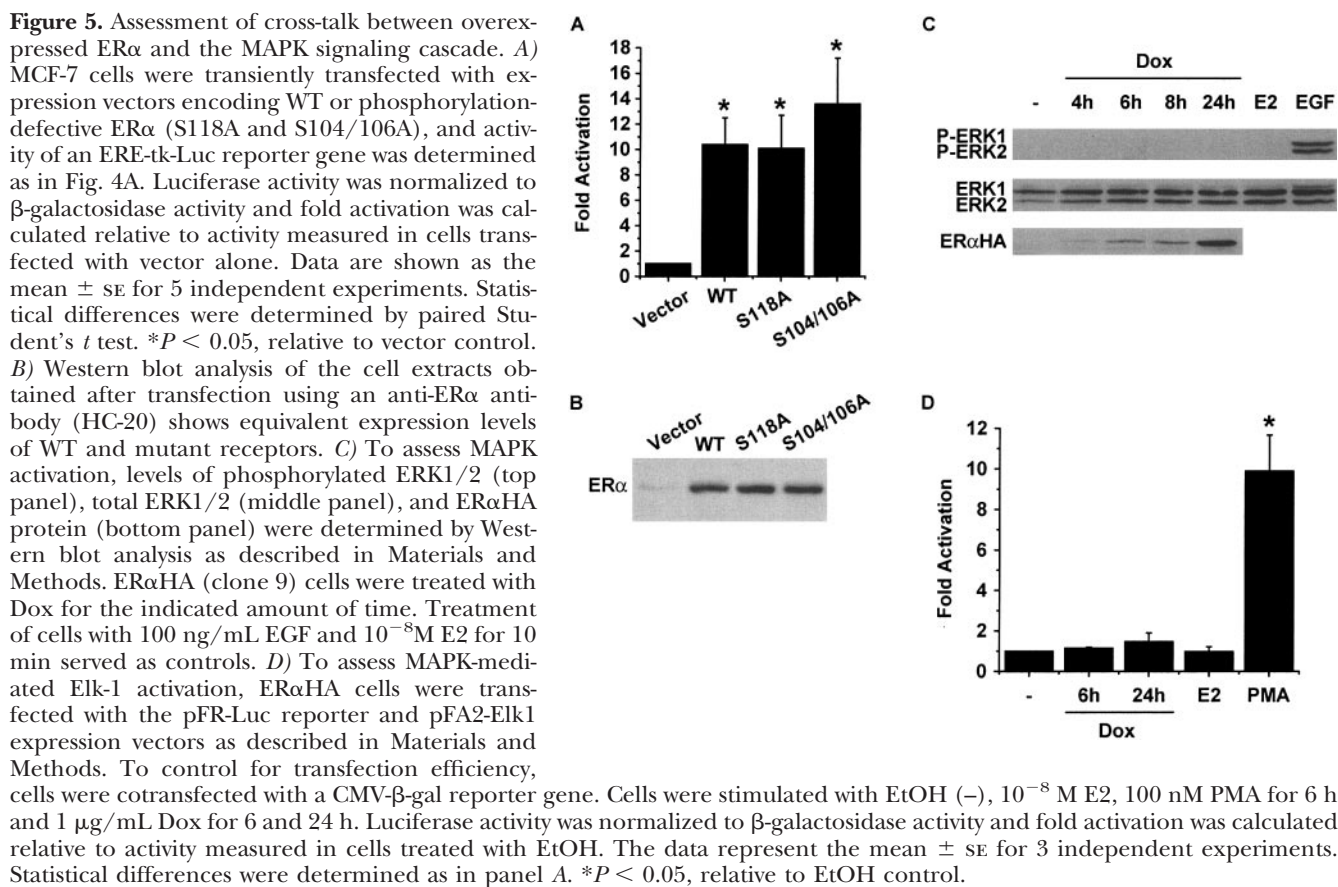 Figure 5. Assessment of cross-talk between overex-
pressed ERα and the MAPK signaling cascade. A)
MCF-7 cells were transiently transfected with ex-
pression vectors encoding WT or phosphorylation-
defective ERα (S118A and S104/106A), and activ-
ity of an ERE-tk-Luc reporter gene was determined
as in Fig. 4A. Luciferase activity was normalized to
β-galactosidase activity and fold activation was cal-
culated relative to activity measured in cells trans-
fected with vector alone. Data are shown as the
mean ± SE for 5 independent experiments. Statis-
tical differences were determined by paired Stu-
dent's t test. *P < 0.05, relative to vector control.
B) Western blot analysis of the cell extracts ob-
tained after transfection using an anti-ERα anti-
body (HC-20) shows equivalent expression levels
of WT and mutant receptors. C) To assess MAPK
activation, levels of phosphorylated ERK1/2 (top
panel), total ERK1/2 (middle panel), and ERαHA
protein (bottom panel) were determined by West-
ern blot analysis as described in Materials and
Methods. ERαHA (clone 9) cells were treated with
Dox for the indicated amount of time. Treatment
of cells with 100 ng/mL EGF and 10⁻⁸M E2 for 10
min served as controls. D) To assess MAPK-medi-
ated Elk-1 activation, ERαHA cells were trans-
fected with the pFR-Luc reporter and pFA2-Elk1
expression vectors as described in Materials and
Methods. To control for transfection efficiency,
cells were cotransfected with a CMV-β-gal reporter gene. Cells were stimulated with EtOH (–), 10⁻⁸ M E2, 100 nM PMA for 6 h
and 1 μg/mL Dox for 6 and 24 h. Luciferase activity was normalized to β-galactosidase activity and fold activation was calculated
relative to activity measured in cells treated with EtOH. The data represent the mean ± SE for 3 independent experiments.
Statistical differences were determined as in panel A. *P < 0.05, relative to EtOH control.
A
Fold Activation
18
16
14
12
10
8
6
4
2
0
* * *
Vector WT S118A S104/106A
B
Vector WT S118A S104/106A
ERα
C
Dox
- 4h 6h 8h 24h E2 EGF
P-ERK1
P-ERK2
ERK1
ERK2
ERαHA
D
Fold Activation
12
10
8
6
4
2
0
*
- 6h 24h E2 PMA
Dox